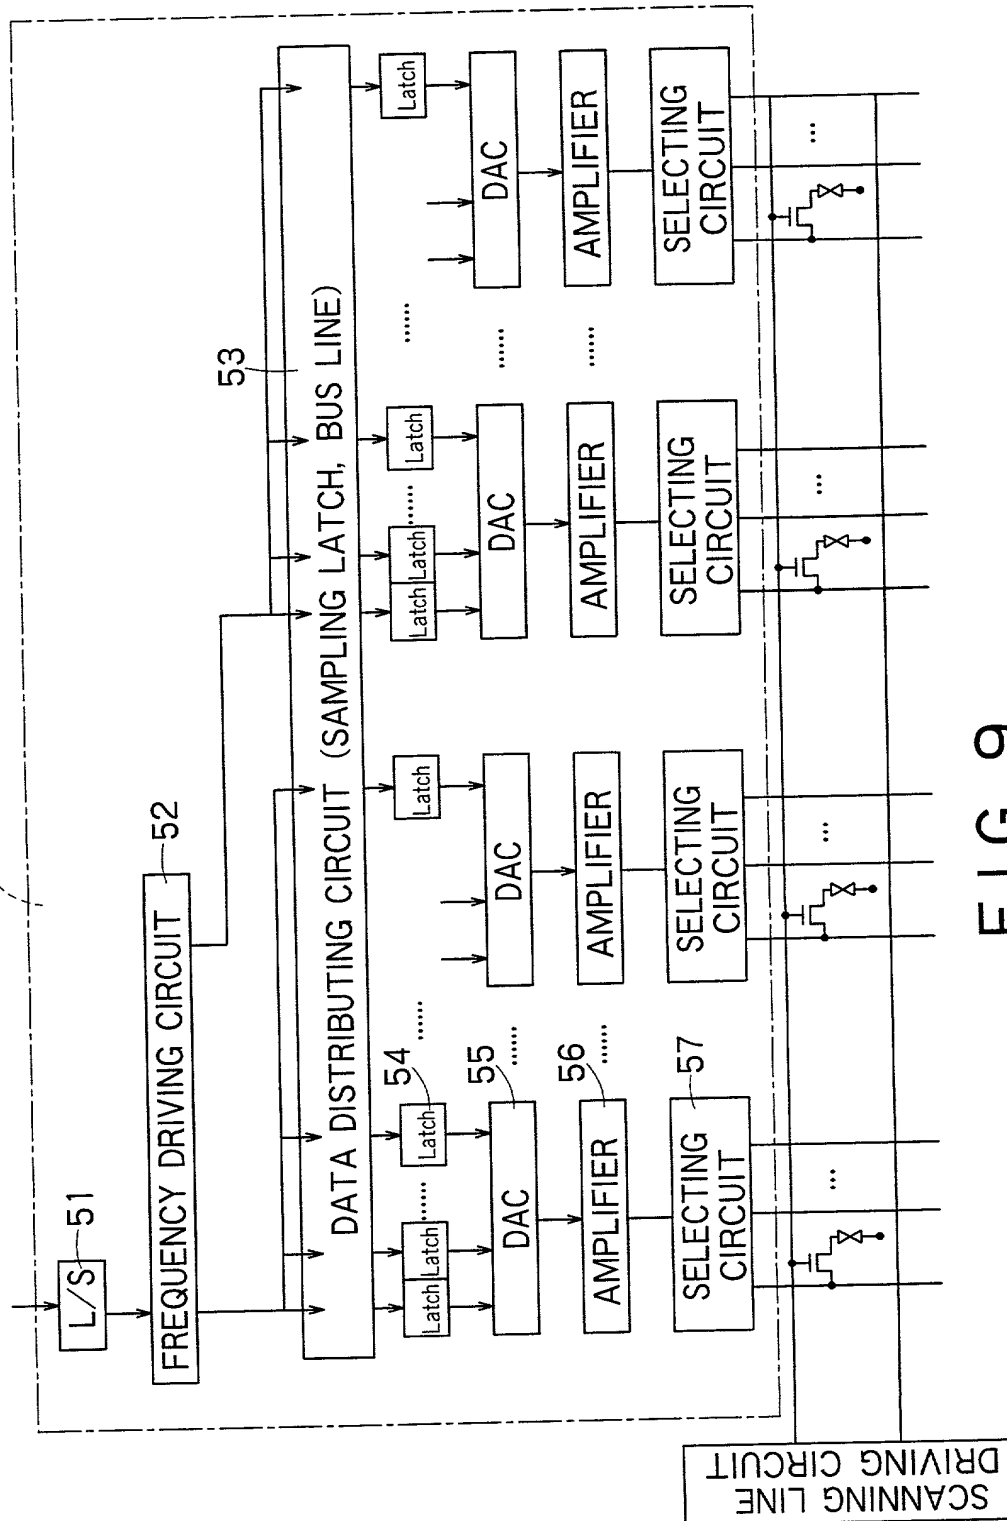 L/S
51
FREQUENCY DRIVING CIRCUIT
52
DATA DISTRIBUTING CIRCUIT (SAMPLING LATCH, BUS LINE)
53
Latch Latch ...... Latch
54
...... Latch
Latch Latch ...... Latch
...... Latch
DAC
55
...... DAC
DAC
...... DAC
AMPLIFIER
56
...... AMPLIFIER
AMPLIFIER
...... AMPLIFIER
SELECTING
CIRCUIT
57
SELECTING
CIRCUIT
SELECTING
CIRCUIT
SELECTING
CIRCUIT
...
...
...
...
SCANNING LINE
DRIVING CIRCUIT
FIG. 9